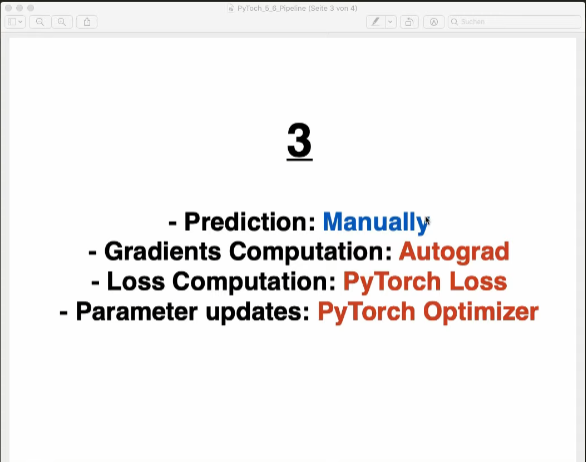 PyToch_5_6_Pipeline (Seite 3 von 4)
Suchen
3
- Prediction: Manually
- Gradients Computation: Autograd
- Loss Computation: PyTorch Loss
- Parameter updates: PyTorch Optimizer